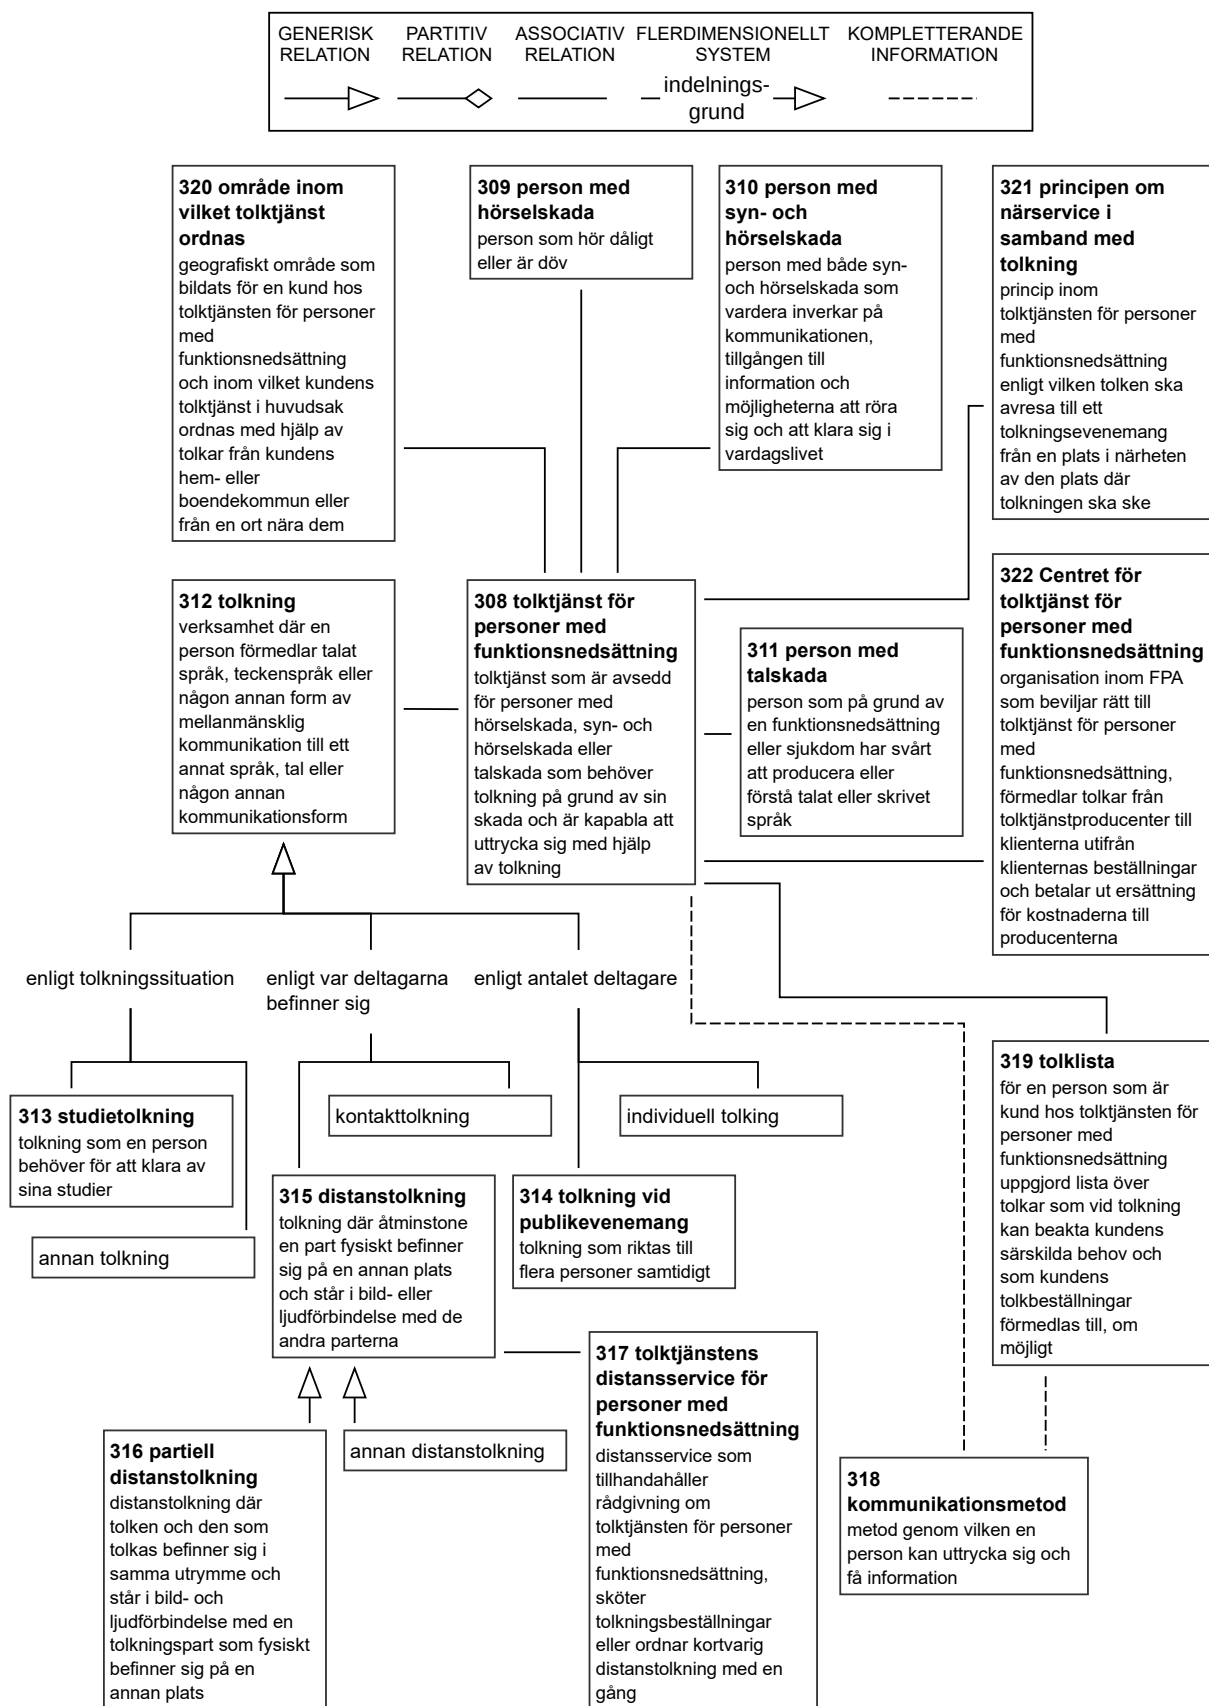 GENERISK
RELATION
PARTITIV
RELATION
ASSOCIATIV
RELATION
FLERDIMENSIONELLT
SYSTEM
KOMPLETTERANDE
INFORMATION
indelnings-
grund
320 område inom
vilket tolktjänst
ordnas
geografiskt område som
bildats för en kund hos
tolktjänsten för personer
med
funktionsnedsättning
och inom vilket kundens
tolktjänst i huvudsak
ordnas med hjälp av
tolkar från kundens
hem- eller
boendekommun eller
från en ort nära dem
309 person med
hörselskada
person som hör dåligt
eller är döv
310 person med
syn- och
hörselskada
person med både syn-
och hörselskada som
vardera inverkar på
kommunikationen,
tillgången till
information och
möjligheterna att röra
sig och att klara sig i
vardagslivet
321 principen om
närservice i
samband med
tolkning
princip inom
tolktjänsten för personer
med
funktionsnedsättning
enligt vilken tolken ska
avresa till ett
tolkningsevenemang
från en plats i närheten
av den plats där
tolkningen ska ske
312 tolkning
verksamhet där en
person förmedlar talat
språk, teckenspråk eller
någon annan form av
mellanmänsklig
kommunikation till ett
annat språk, tal eller
någon annan
kommunikationsform
308 tolktjänst för
personer med
funktionsnedsättning
tolktjänst som är avsedd
för personer med
hörselskada, syn- och
hörselskada eller
talskada som behöver
tolkning på grund av sin
skada och är kapabla att
uttrycka sig med hjälp
av tolkning
311 person med
talskada
person som på grund av
en funktionsnedsättning
eller sjukdom har svårt
att producera eller
förstå talat eller skrivet
språk
322 Centret för
tolktjänst för
personer med
funktionsnedsättning
organisation inom FPA
som beviljar rätt till
tolktjänst för personer
med
funktionsnedsättning,
förmedlar tolkar från
tolktjänstproducenter till
klienterna utifrån
klienternas beställningar
och betalar ut ersättning
för kostnaderna till
producenterna
enligt tolkningssituation
enligt var deltagarna
befinner sig
enligt antalet deltagare
313 studietolkning
tolkning som en person
behöver för att klara av
sina studier
annan tolkning
kontakttolkning
individuell tolking
315 distanstolkning
tolkning där åtminstone
en part fysiskt befinner
sig på en annan plats
och står i bild- eller
ljudförbindelse med de
andra parterna
314 tolkning vid
publikevenemang
tolkning som riktas till
flera personer samtidigt
319 tolklista
för en person som är
kund hos tolktjänsten för
personer med
funktionsnedsättning
uppgjord lista över
tolkar som vid tolkning
kan beakta kundens
särskilda behov och
som kundens
tolkbeställningar
förmedlas till, om
möjligt
316 partiell
distanstolkning
distanstolkning där
tolken och den som
tolkas befinner sig i
samma utrymme och
står i bild- och
ljudförbindelse med en
tolkningspart som fysiskt
befinner sig på en
annan plats
annan distanstolkning
317 tolktjänstens
distansservice för
personer med
funktionsnedsättning
distansservice som
tillhandahåller
rådgivning om
tolktjänsten för personer
med
funktionsnedsättning,
sköter
tolkningsbeställningar
eller ordnar kortvarig
distanstolkning med en
gång
318
kommunikationsmetod
metod genom vilken en
person kan uttrycka sig och
få information